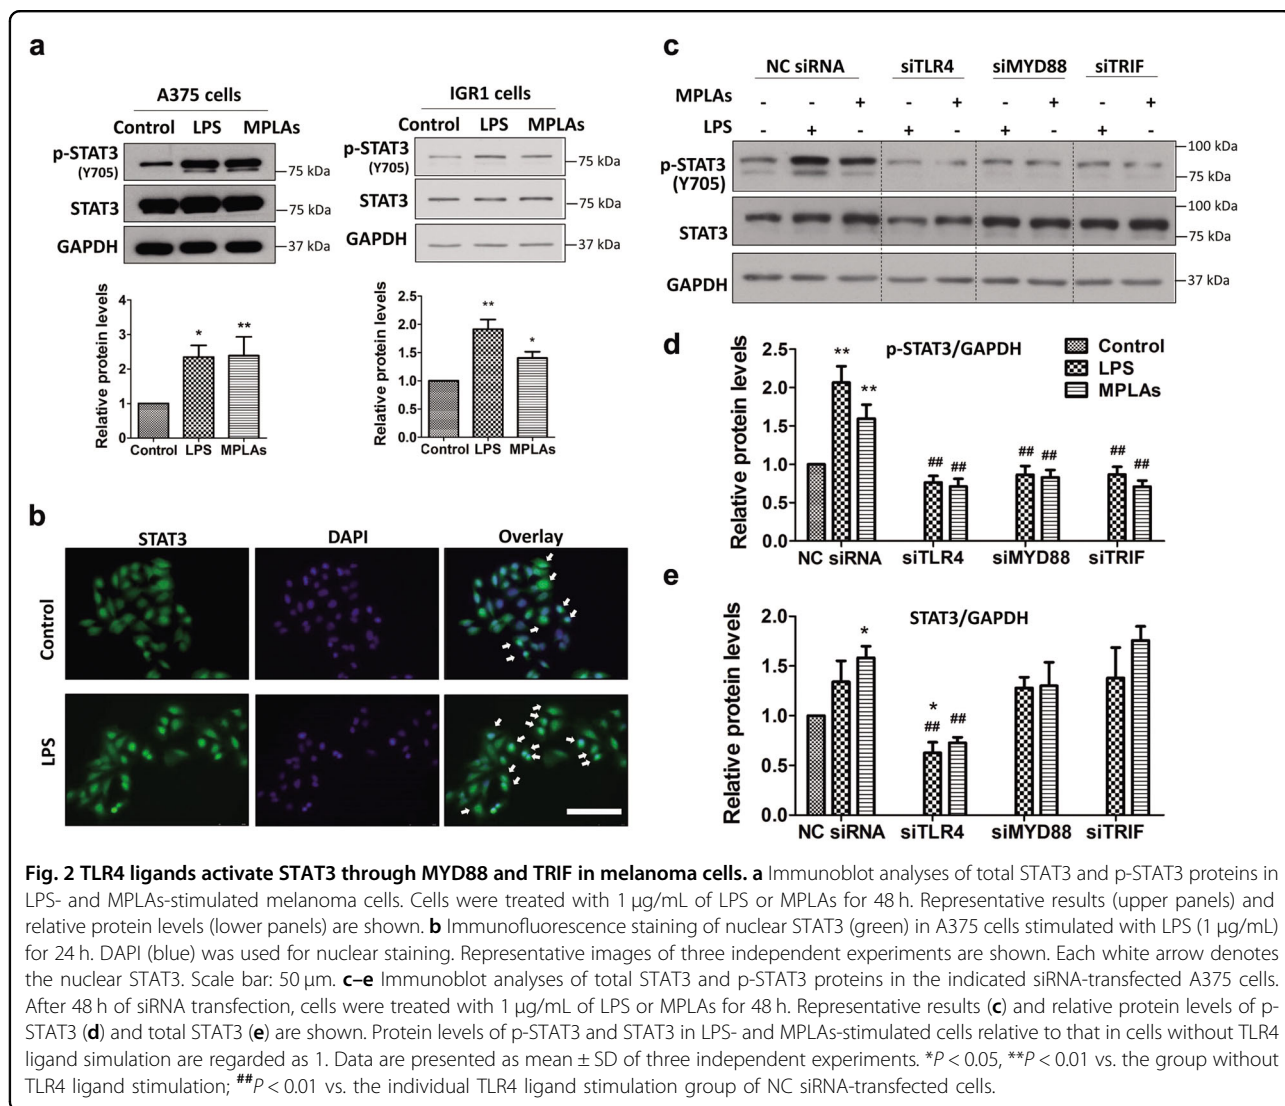 a
A375 cells
Control LPS MPLAs
p-STAT3
(Y705)
75 kDa
STAT3
75 kDa
GAPDH
37 kDa
IGR1 cells
Control LPS MPLAs
p-STAT3
(Y705)
75 kDa
STAT3
75 kDa
GAPDH
37 kDa
Relative protein levels
4
3
2
1
0
*
**
Control LPS MPLAs
Relative protein levels
2.5
2.0
1.5
1.0
0.5
0.0
**
*
Control LPS MPLAs
b
STAT3 DAPI Overlay
Control
LPS
c
NC siRNA siTLR4 siMYD88 siTRIF
MPLAs - - + - + - + - +
LPS - + - + - + - + -
p-STAT3
(Y705)
100 kDa
75 kDa
STAT3
100 kDa
75 kDa
GAPDH
37 kDa
d
p-STAT3/GAPDH
Control
LPS
MPLAs
Relative protein levels
2.5
2.0
1.5
1.0
0.5
0.0
** ** ## ## ## ## ## ##
NC siRNA siTLR4 siMYD88 siTRIF
e
STAT3/GAPDH
Relative protein levels
2.0
1.5
1.0
0.5
0.0
* *
## ##
NC siRNA siTLR4 siMYD88 siTRIF
Fig. 2 TLR4 ligands activate STAT3 through MYD88 and TRIF in melanoma cells. a Immunoblot analyses of total STAT3 and p-STAT3 proteins in
LPS- and MPLAs-stimulated melanoma cells. Cells were treated with 1 µg/mL of LPS or MPLAs for 48 h. Representative results (upper panels) and
relative protein levels (lower panels) are shown. b Immunofluorescence staining of nuclear STAT3 (green) in A375 cells stimulated with LPS (1 µg/mL)
for 24 h. DAPI (blue) was used for nuclear staining. Representative images of three independent experiments are shown. Each white arrow denotes
the nuclear STAT3. Scale bar: 50 µm. c–e Immunoblot analyses of total STAT3 and p-STAT3 proteins in the indicated siRNA-transfected A375 cells.
After 48 h of siRNA transfection, cells were treated with 1 µg/mL of LPS or MPLAs for 48 h. Representative results (c) and relative protein levels of p-
STAT3 (d) and total STAT3 (e) are shown. Protein levels of p-STAT3 and STAT3 in LPS- and MPLAs-stimulated cells relative to that in cells without TLR4
ligand simulation are regarded as 1. Data are presented as mean ± SD of three independent experiments. *P < 0.05, **P < 0.01 vs. the group without
TLR4 ligand stimulation; ##P < 0.01 vs. the individual TLR4 ligand stimulation group of NC siRNA-transfected cells.